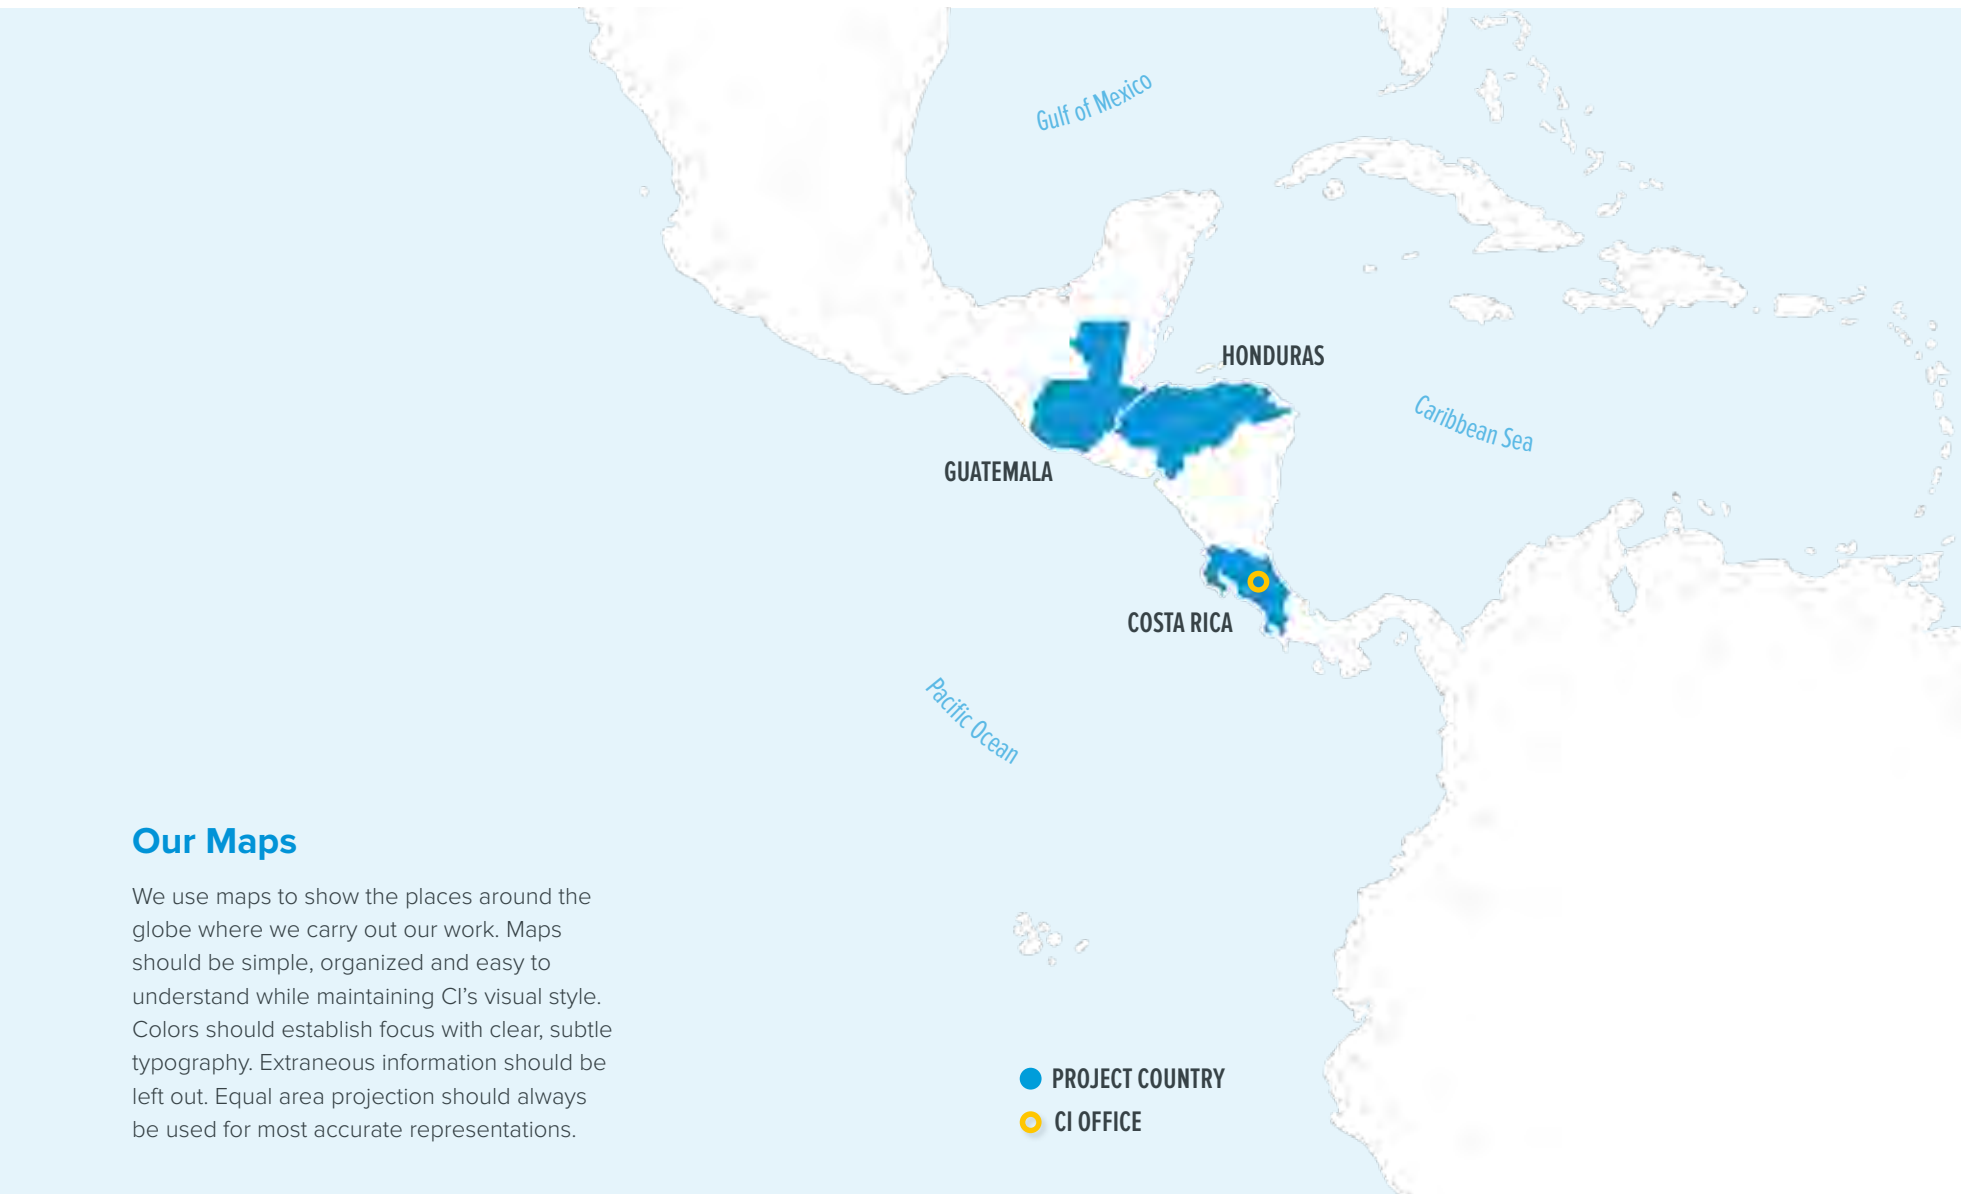 Gulf of Mexico
HONDURAS
Caribbean Sea
GUATEMALA
COSTA RICA
Pacific Ocean
Our Maps
We use maps to show the places around the
globe where we carry out our work. Maps
should be simple, organized and easy to
understand while maintaining CI’s visual style.
Colors should establish focus with clear, subtle
typography. Extraneous information should be
left out. Equal area projection should always
be used for most accurate representations.
PROJECT COUNTRY
CI OFFICE